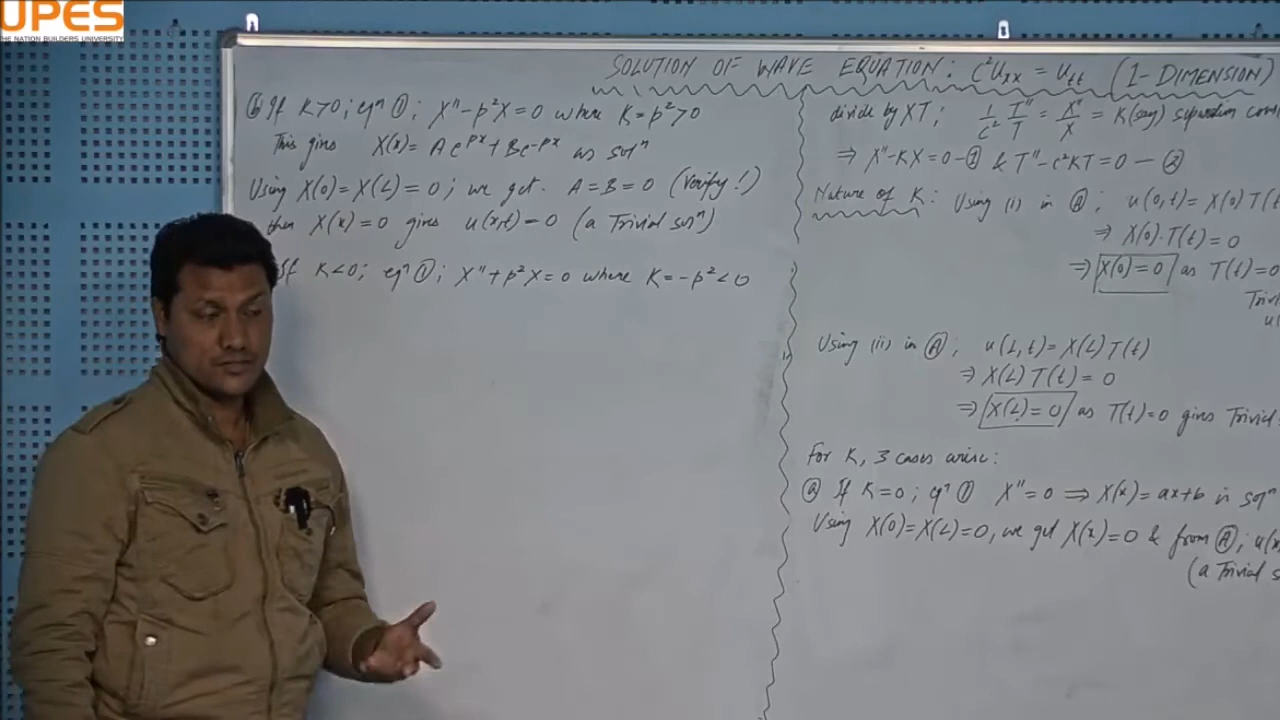 UPES
THE NATION BUILDERS UNIVERSITY
SOLUTION OF WAVE EQUATION: C²Uxx = Utt (1-DIMENSION)
divide by XT; 1/C² T''/T = X''/X = K (say) separation con
⇒ X''-KX=0-① & T''-C²KT=0-②
Nature of K: Using (i) in Ⓐ; u(0,t)=X(0)T(t
⇒ X(0).T(t)=0
⇒ X(0)=0 as T(t)=0
Trivi
u(
Using (ii) in Ⓐ; u(L,t)=X(L)T(t)
⇒ X(L)T(t)=0
⇒ X(L)=0 as T(t)=0 gives Trivial
For K, 3 cases arise:
ⓐ If K=0; eqⁿ ① X''=0 ⇒ X(x)=ax+b is solⁿ
Using X(0)=X(L)=0, we get X(x)=0 & from Ⓐ; u(x
(a Trivial s
ⓑ If K>0; eqⁿ ①; X''-p²X=0 where K=p²>0
This gives X(x)=Ae^px+Be^-px as solⁿ
Using X(0)=X(L)=0; we get A=B=0 (Verify!)
then X(x)=0 gives u(x,t)=0 (a Trivial solⁿ)
If K<0; eqⁿ ①; X''+p²X=0 where K=-p²<0